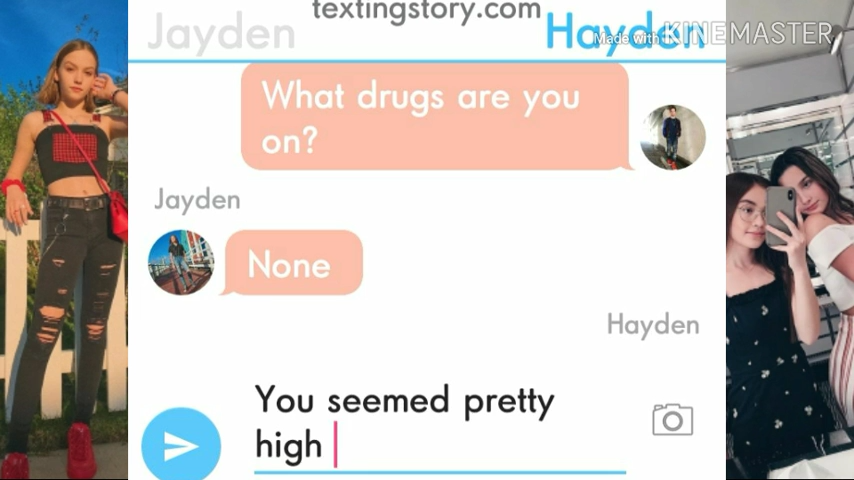 textingstory.com
Jayden
Hayden
Made with KINEMASTER
What drugs are you
on?
Jayden
None
Hayden
You seemed pretty
high